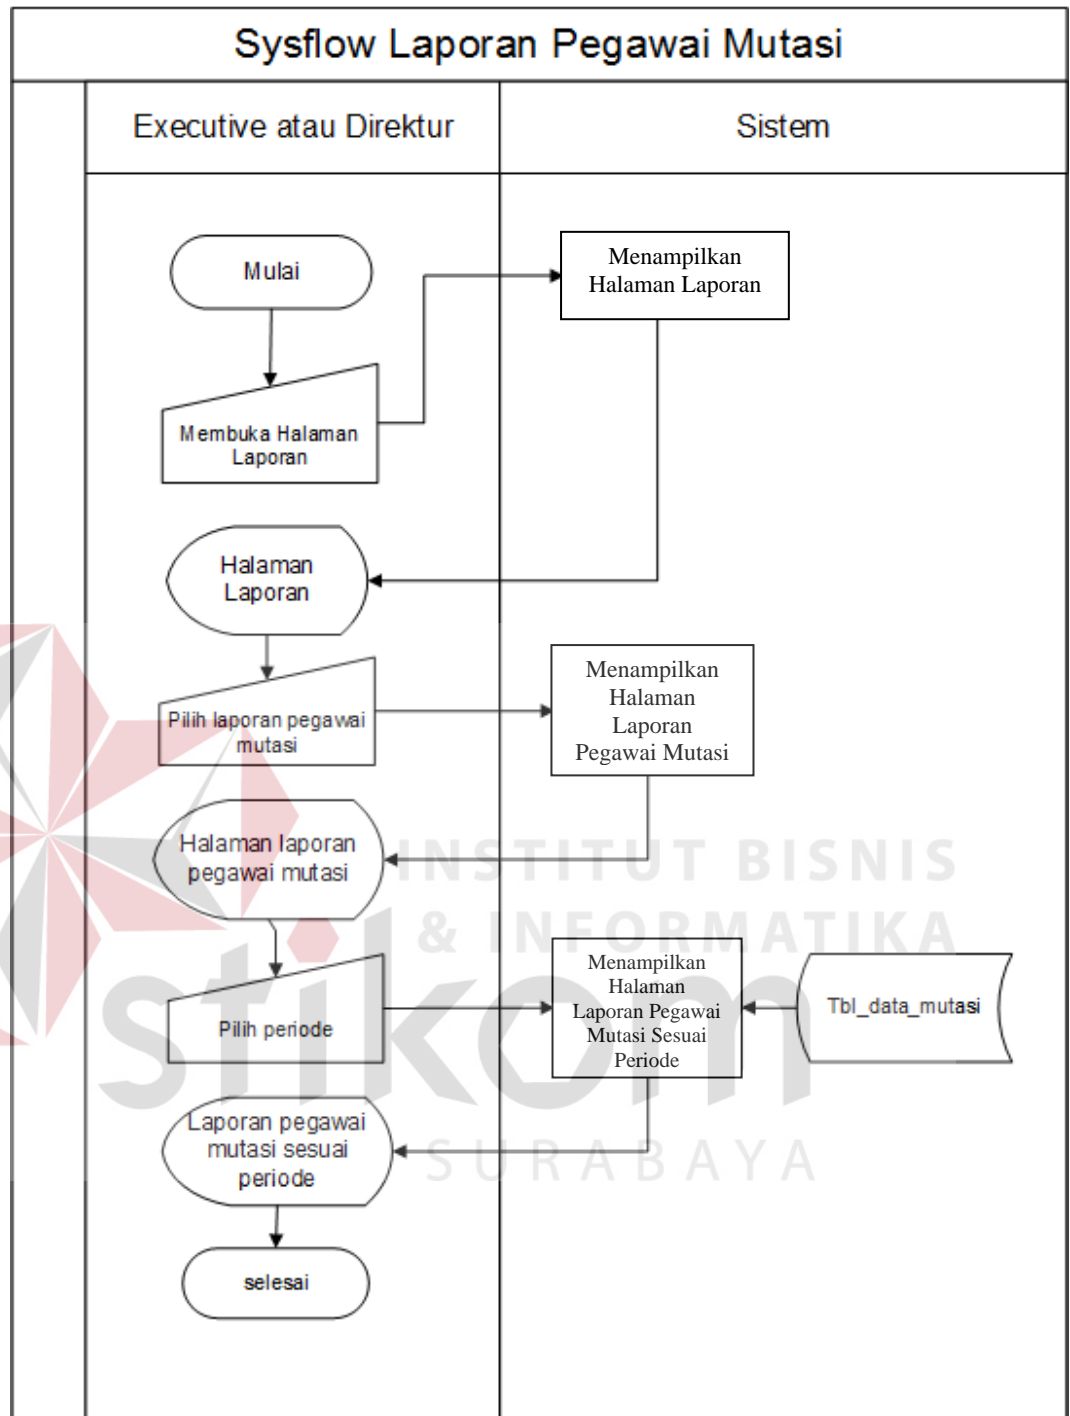 Sysflow Laporan Pegawai Mutasi
Executive atau Direktur
Sistem
Mulai
Menampilkan
Halaman Laporan
Membuka Halaman
Laporan
Halaman
Laporan
Pilih laporan pegawai
mutasi
Menampilkan
Halaman
Laporan
Pegawai Mutasi
Halaman laporan
pegawai mutasi
INSTITUT BISNIS
& INFORMATIKA
stikom
SURABAYA
Pilih periode
Menampilkan
Halaman
Laporan Pegawai
Mutasi Sesuai
Periode
Tbl_data_mutasi
Laporan pegawai
mutasi sesuai
periode
selesai